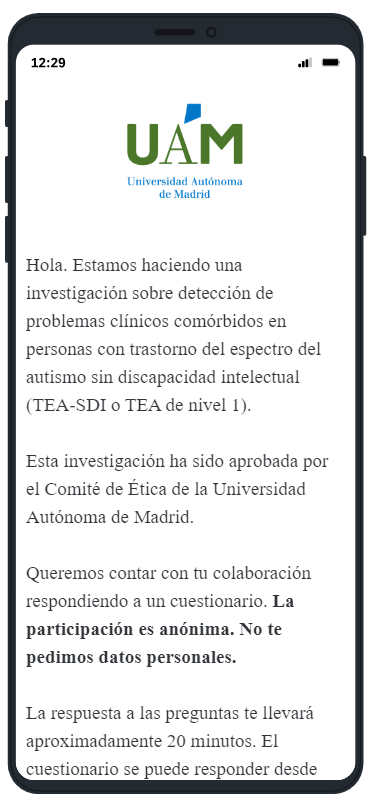 12:29
UAM
Universidad Autónoma
de Madrid
Hola. Estamos haciendo una
investigación sobre detección de
problemas clínicos comórbidos en
personas con trastorno del espectro del
autismo sin discapacidad intelectual
(TEA-SDI o TEA de nivel 1).
Esta investigación ha sido aprobada por
el Comité de Ética de la Universidad
Autónoma de Madrid.
Queremos contar con tu colaboración
respondiendo a un cuestionario. La
participación es anónima. No te
pedimos datos personales.
La respuesta a las preguntas te llevará
aproximadamente 20 minutos. El
cuestionario se puede responder desde